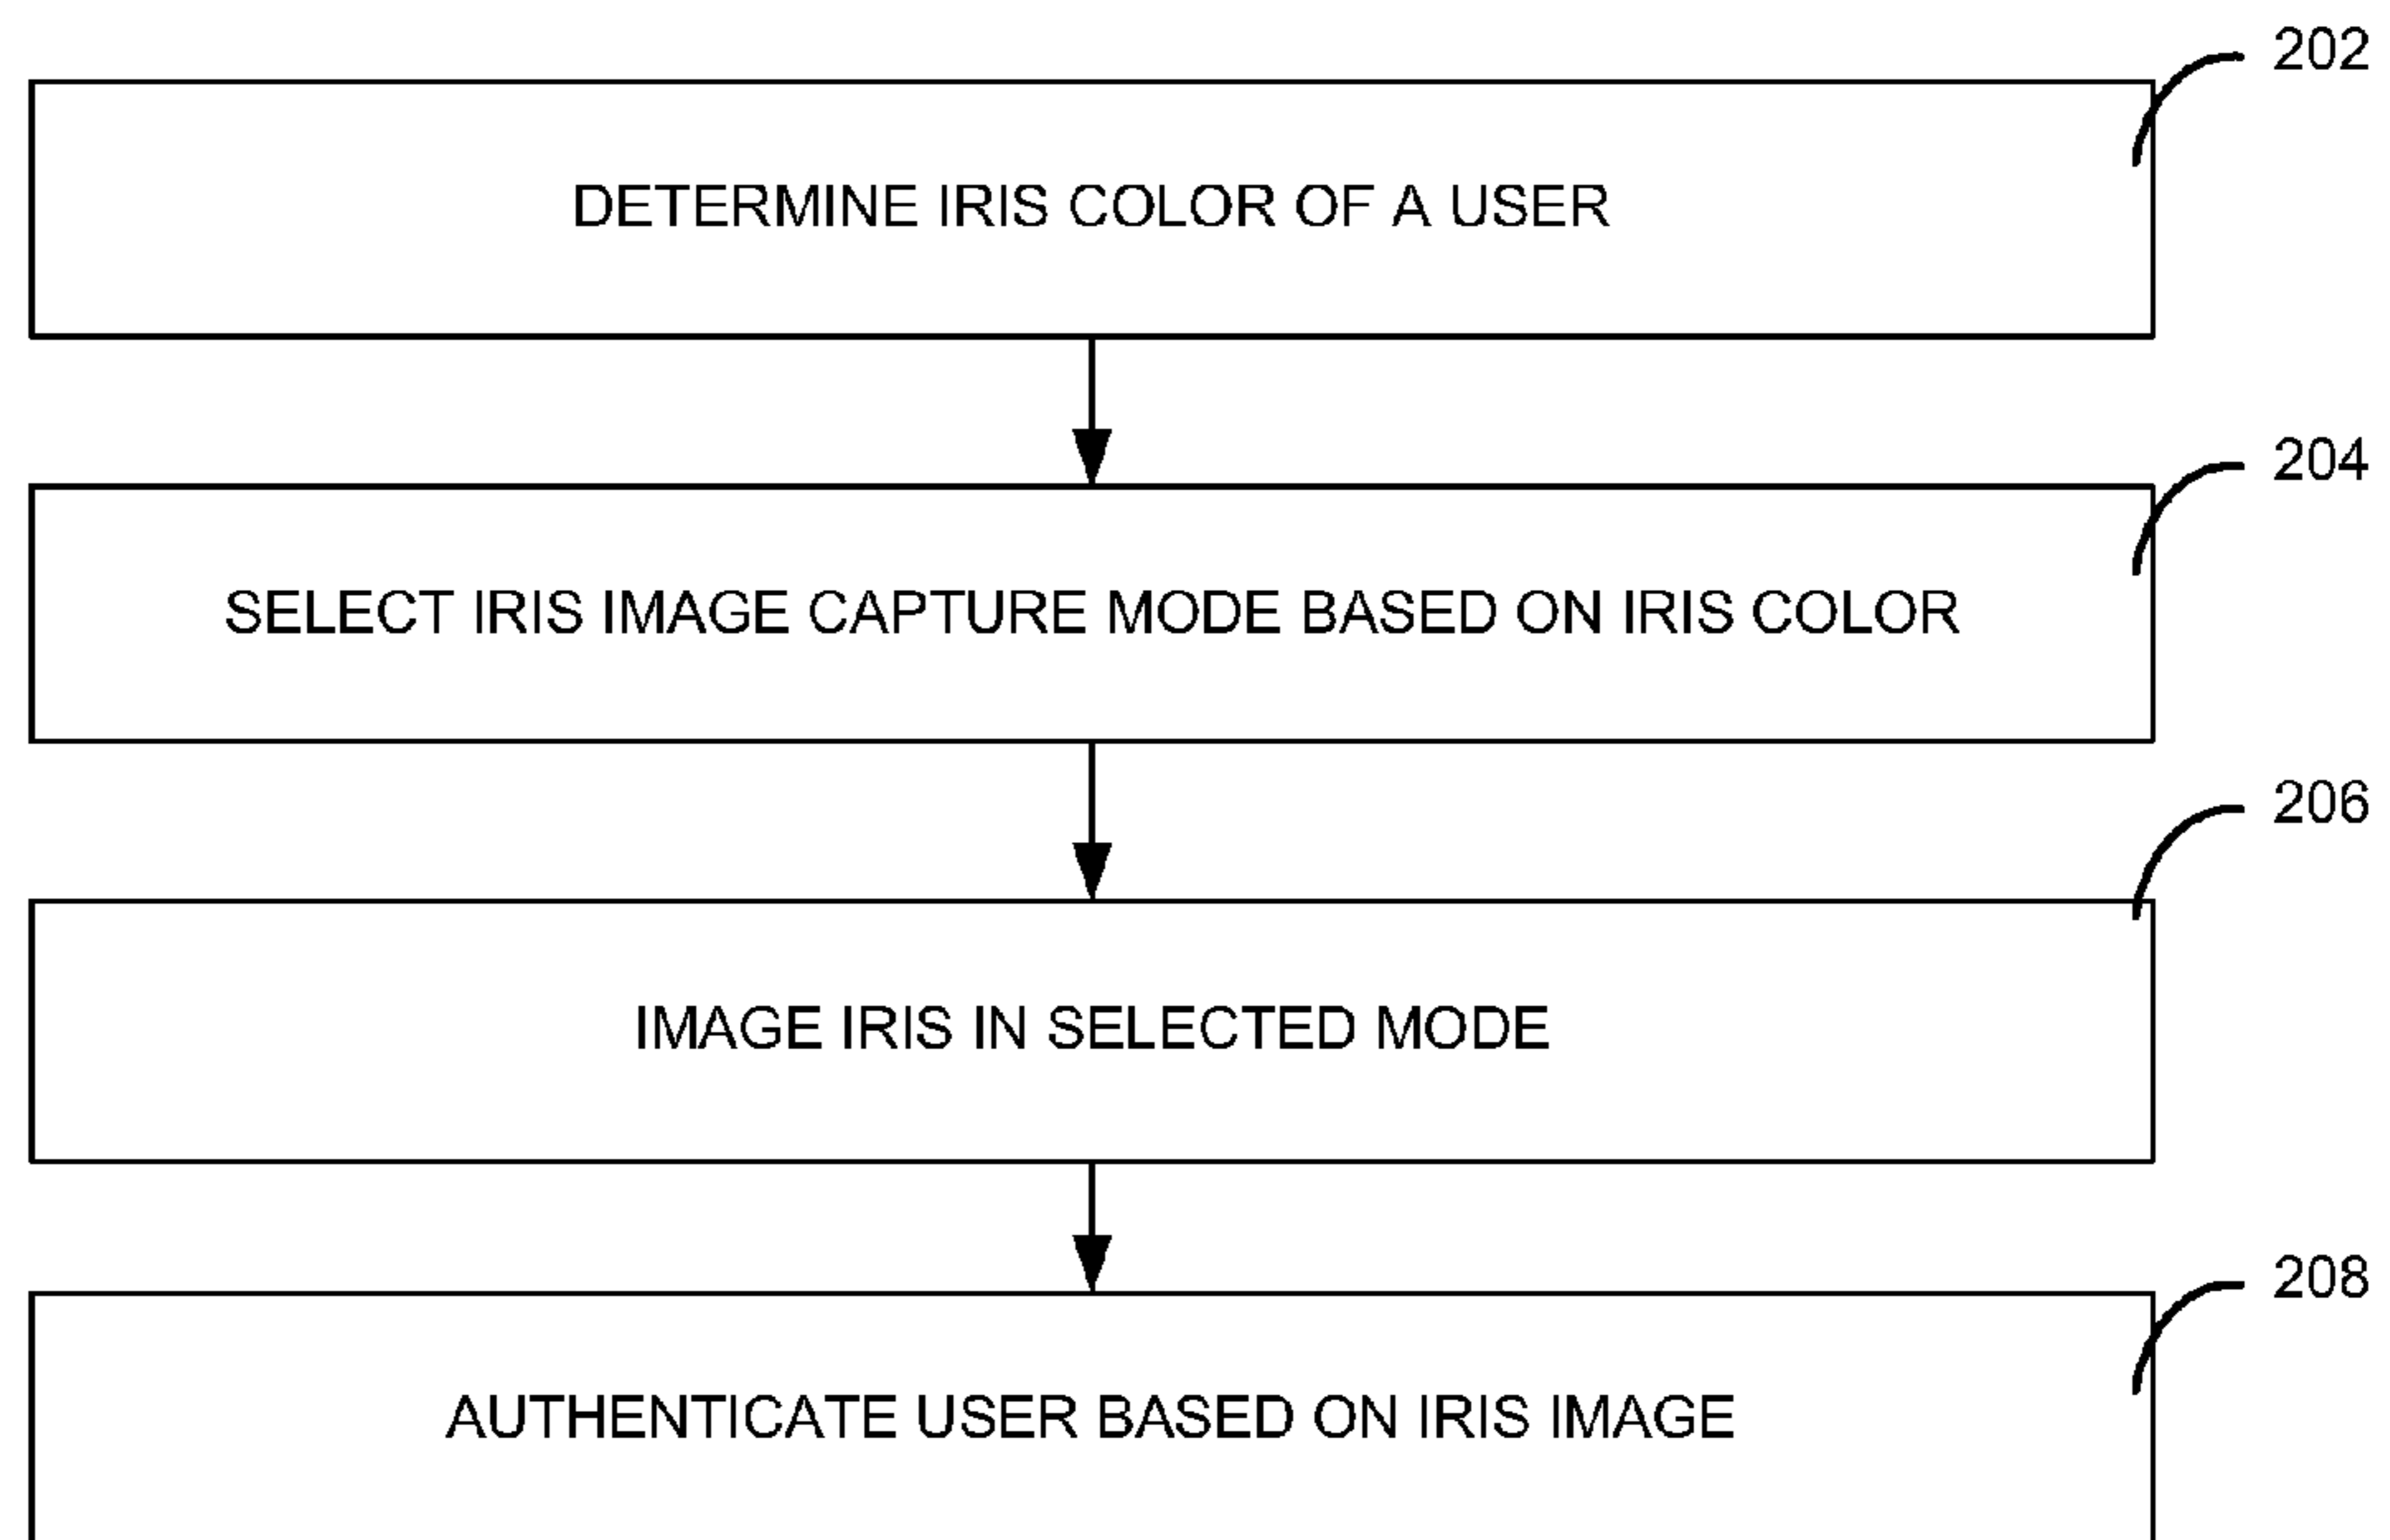 202
DETERMINE IRIS COLOR OF A USER
204
SELECT IRIS IMAGE CAPTURE MODE BASED ON IRIS COLOR
206
IMAGE IRIS IN SELECTED MODE
208
AUTHENTICATE USER BASED ON IRIS IMAGE